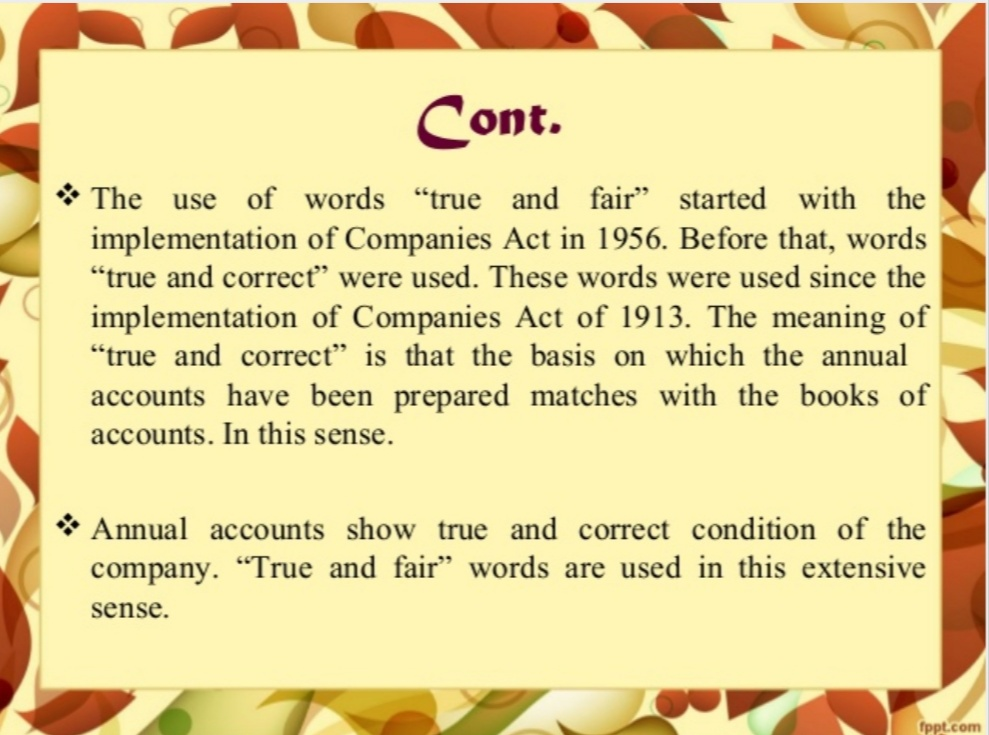 Cont.
❖ The use of words “true and fair” started with the
implementation of Companies Act in 1956. Before that, words
“true and correct” were used. These words were used since the
implementation of Companies Act of 1913. The meaning of
“true and correct” is that the basis on which the annual
accounts have been prepared matches with the books of
accounts. In this sense.
❖ Annual accounts show true and correct condition of the
company. “True and fair” words are used in this extensive
sense.
fppt.com